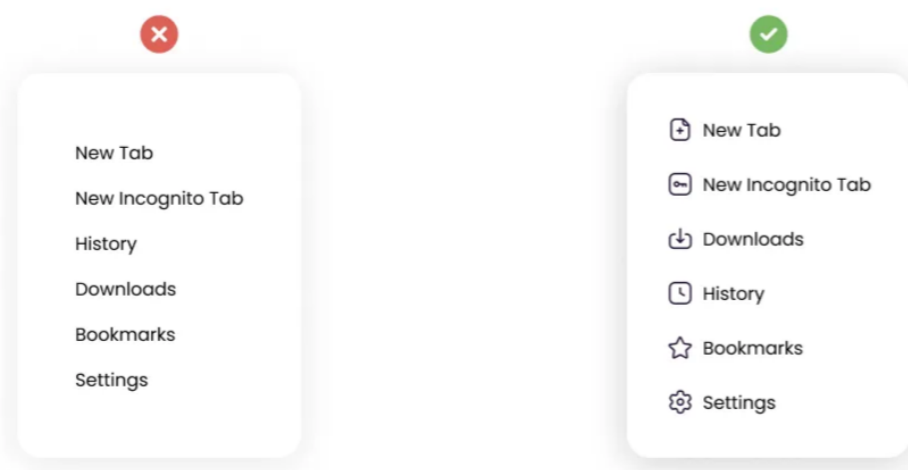 New Tab
New Incognito Tab
History
Downloads
Bookmarks
Settings
New Tab
New Incognito Tab
Downloads
History
Bookmarks
Settings